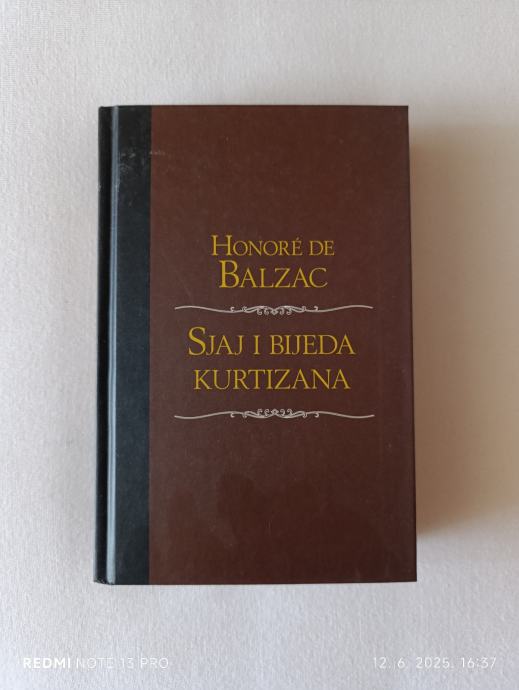 Honoré de
Balzac
Sjaj i bijeda
kurtizana
REDMI NOTE 13 PRO
12. 6. 2025. 16:37